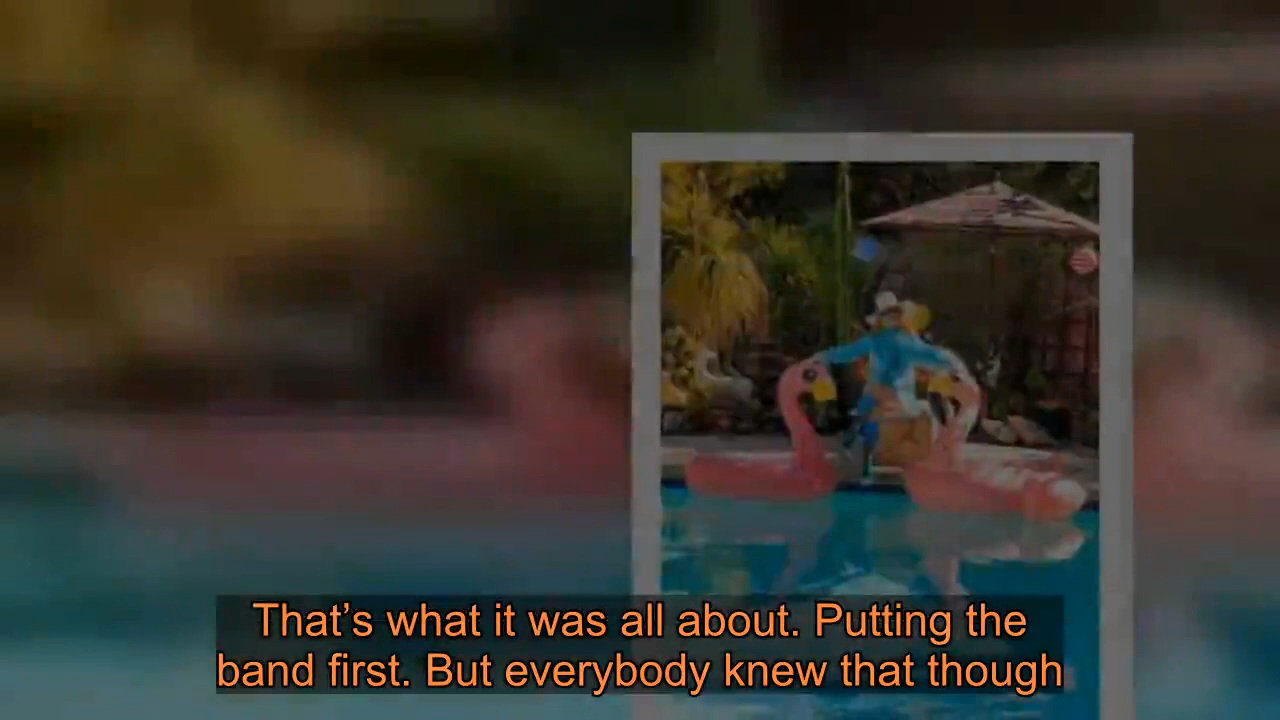 That’s what it was all about. Putting the
band first. But everybody knew that though